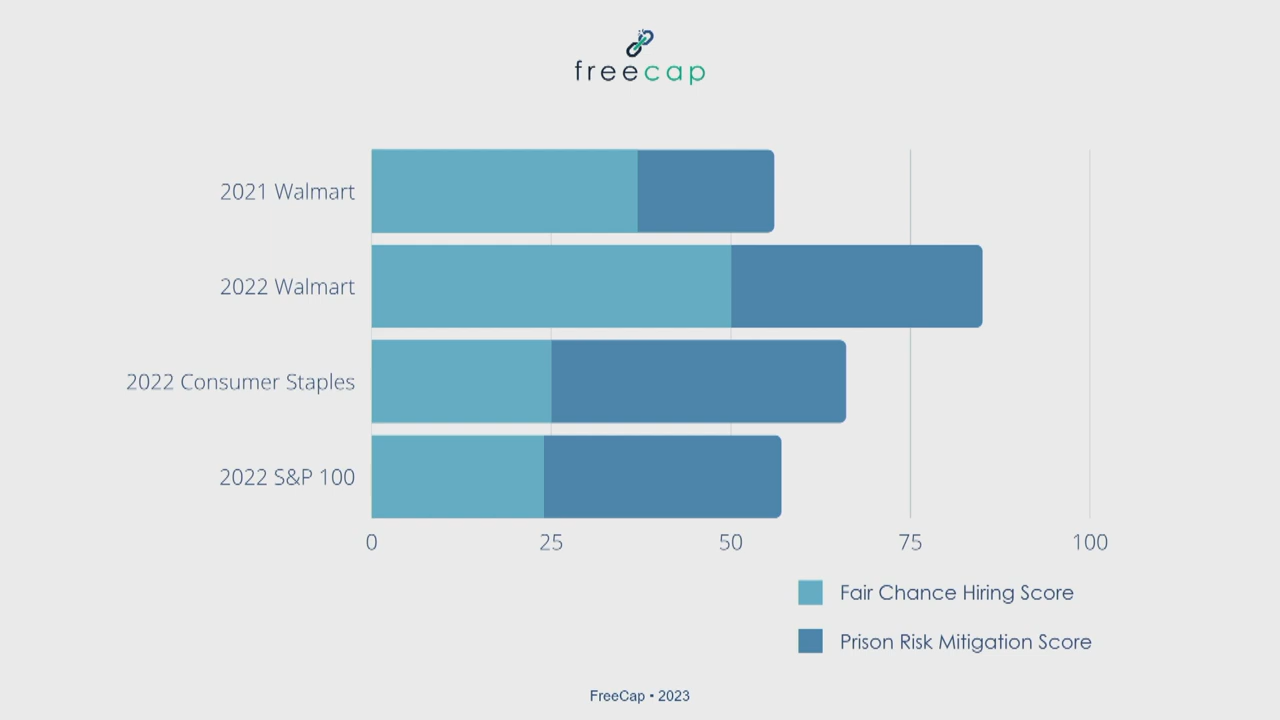 freecap
2021 Walmart
2022 Walmart
2022 Consumer Staples
2022 S&P 100
0 25 50 75 100
Fair Chance Hiring Score
Prison Risk Mitigation Score
FreeCap • 2023